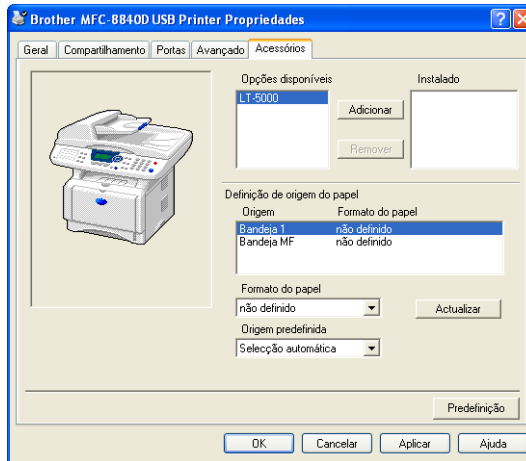 Brother MFC-8840D USB Printer Propriedades
Geral Compartilhamento Portas Avançado Acessórios
Opções disponíveis Instalado
LT-5000
Adicionar
Remover
Definição de origem do papel
Origem Formato do papel
Bandeja 1 não definido
Bandeja MF não definido
Formato do papel
não definido Actualizar
Origem predefinida
Selecção automática
Predefinição
OK Cancelar Aplicar Ajuda